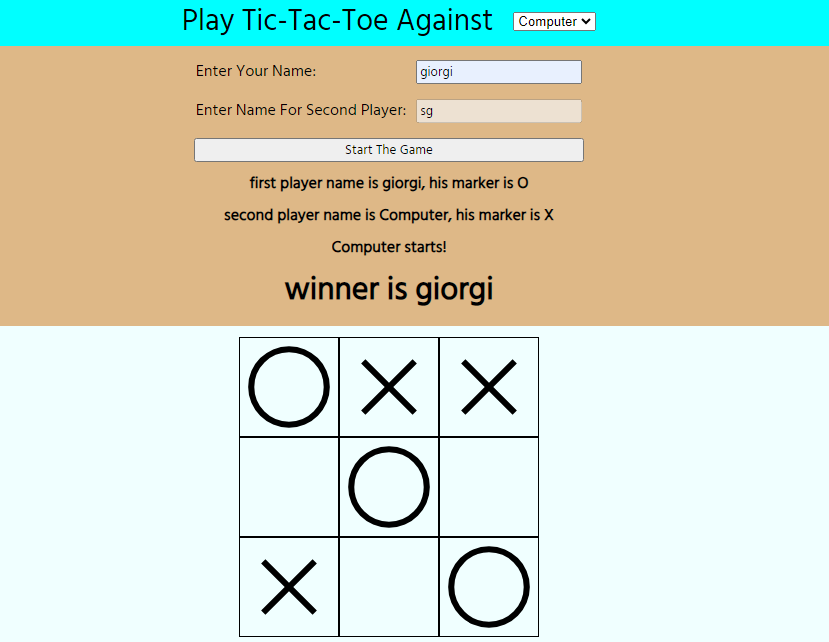 Play Tic-Tac-Toe Against Computer
Enter Your Name: giorgi
Enter Name For Second Player: sg
Start The Game
first player name is giorgi, his marker is O
second player name is Computer, his marker is X
Computer starts!
winner is giorgi
O X X
O
X O